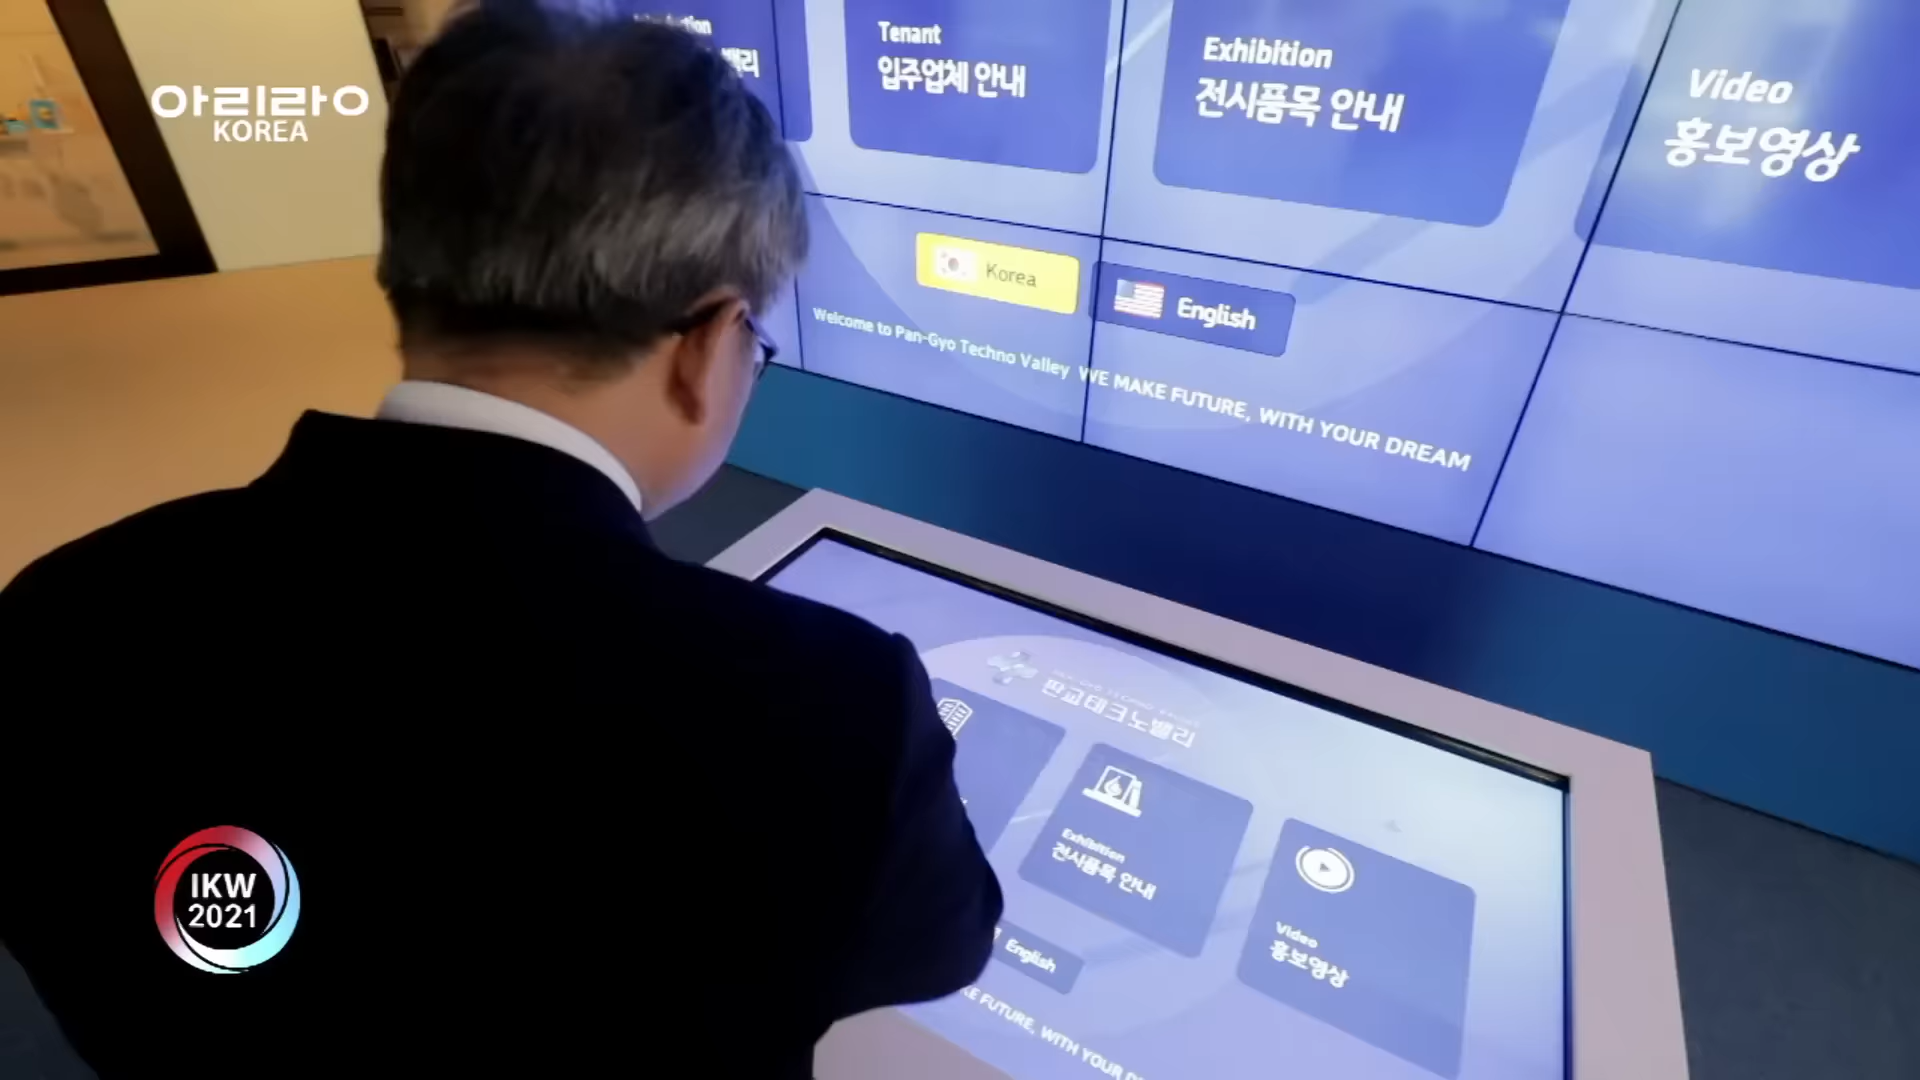 아리랑
KOREA
Tenant
입주업체 안내
Exhibition
전시품목 안내
Video
홍보영상
Korea
English
Welcome to Pan-Gyo Techno Valley WE MAKE FUTURE, WITH YOUR DREAM
판교테크노밸리
Exhibition
전시품목 안내
Video
홍보영상
English
FUTURE, WITH YOUR
IKW
2021